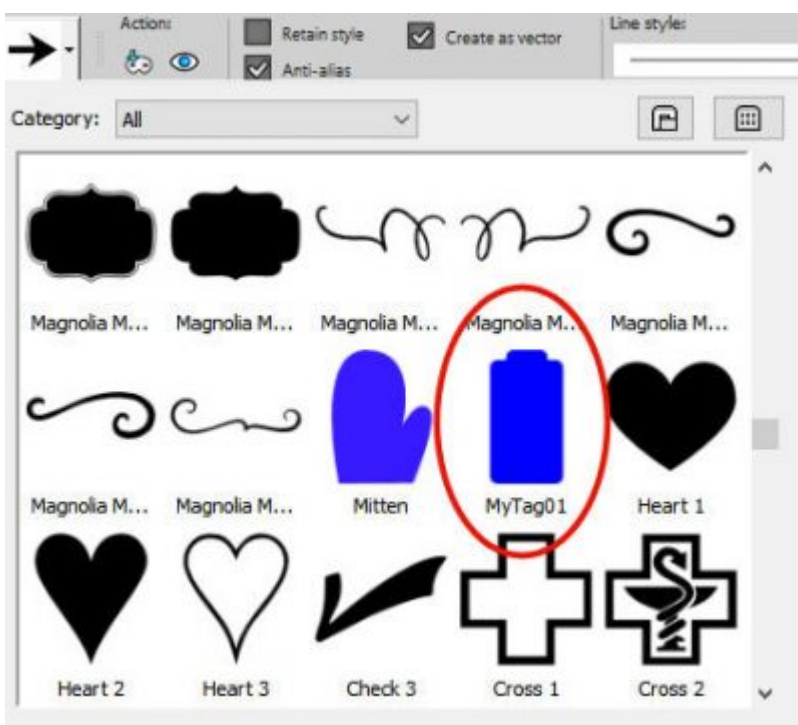 Actions
Retain style
Create as vector
Line style:
Anti-alias
Category: All
Magnolia M... Magnolia M... Magnolia M... Magnolia M... Magnolia M...
Magnolia M... Magnolia M... Mitten MyTag01 Heart 1
Heart 2 Heart 3 Check 3 Cross 1 Cross 2